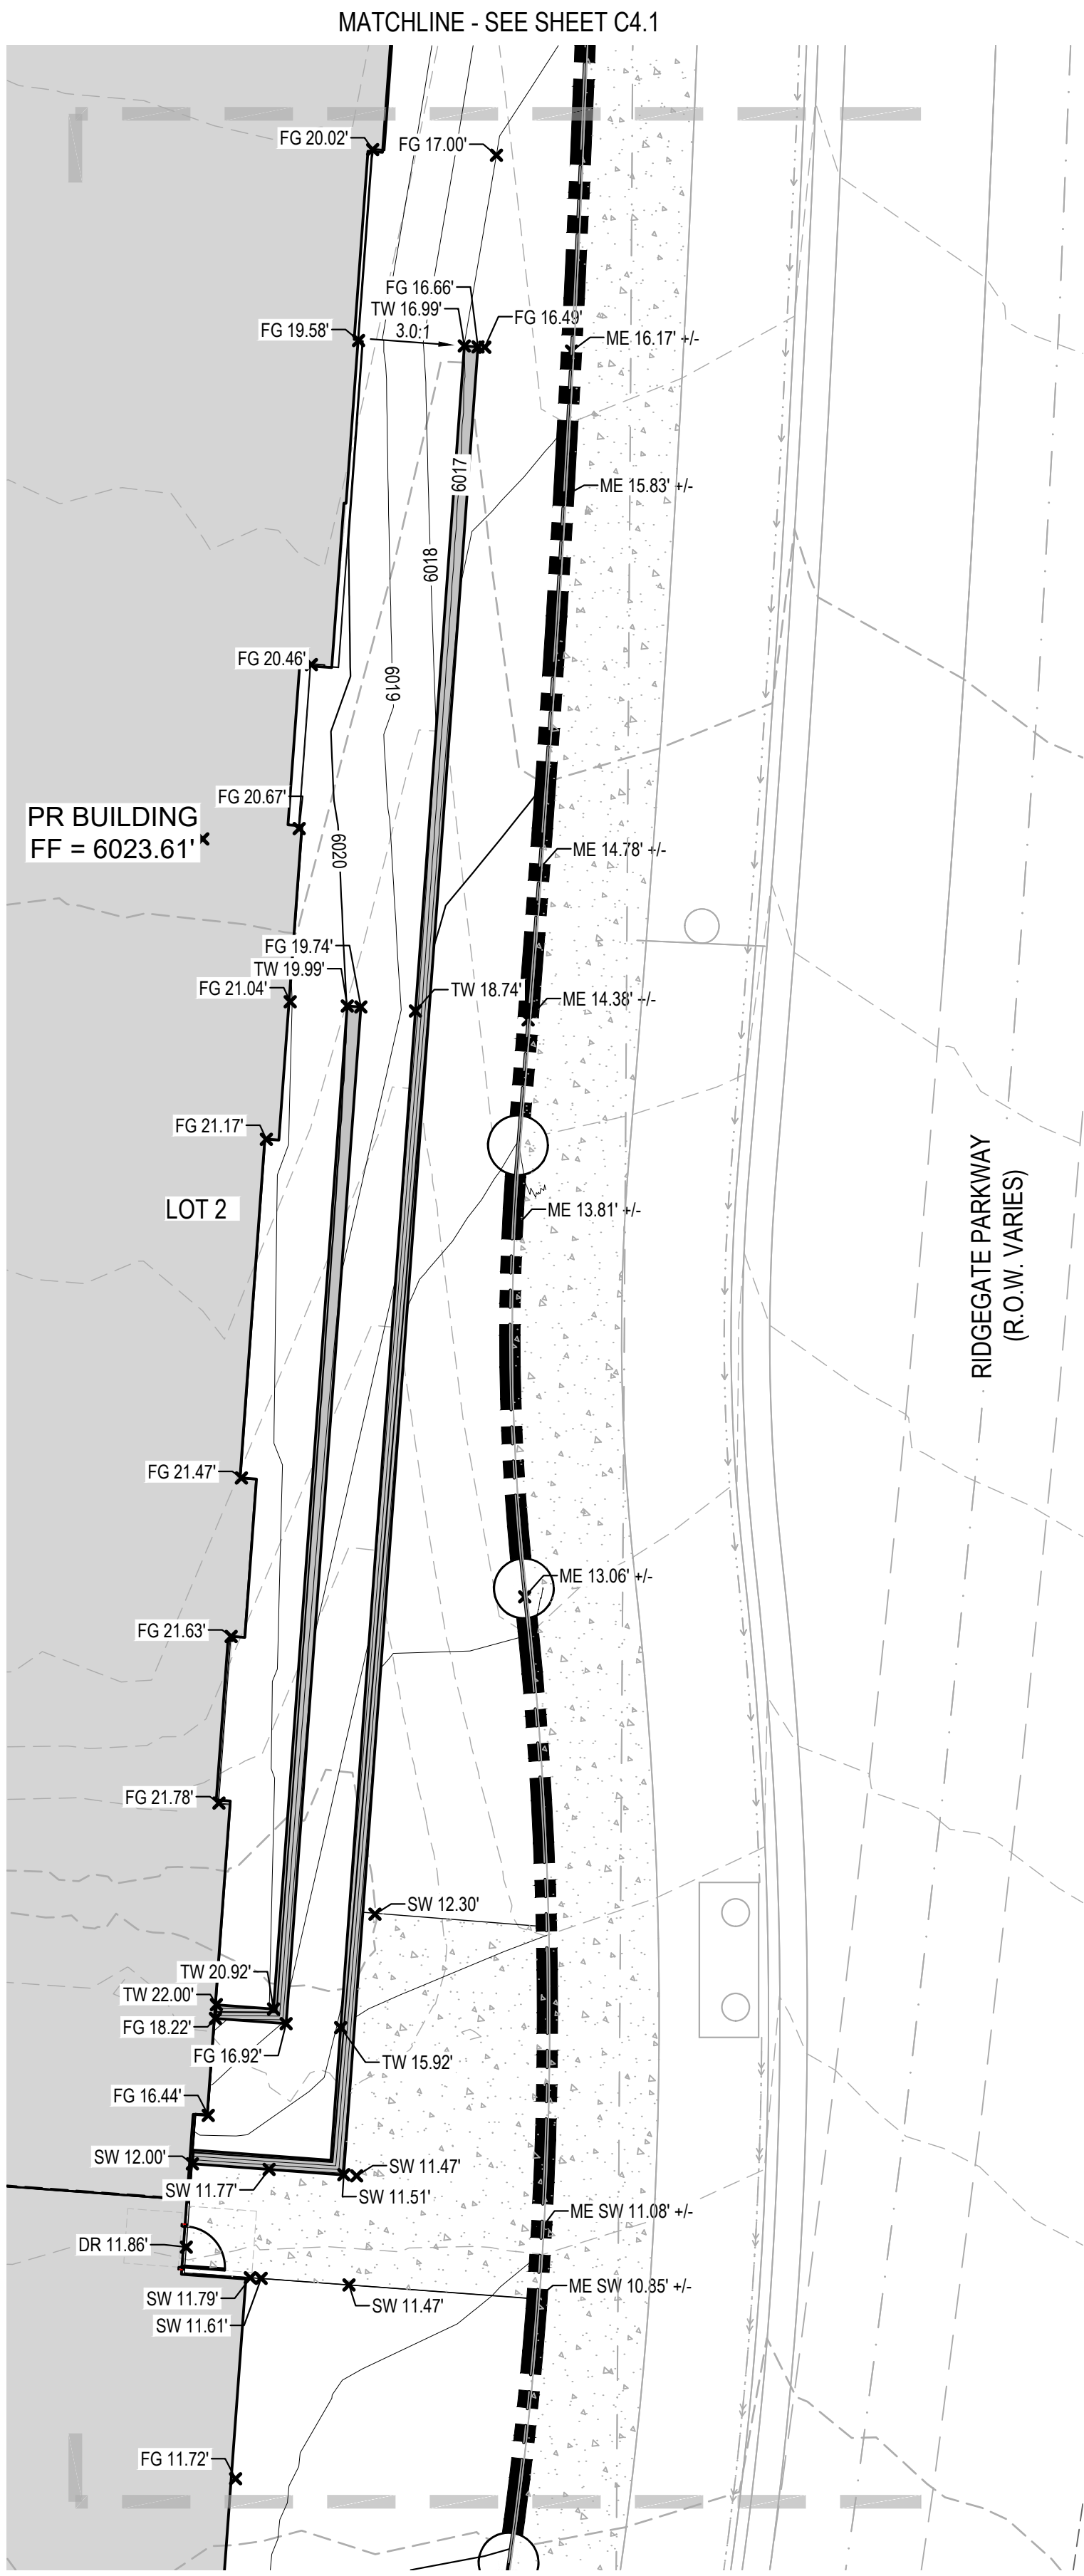 MATCHLINE - SEE SHEET C4.1
FG 20.02'
FG 17.00'
FG 16.66'
TW 16.99'
FG 16.49'
3.0:1
FG 19.58'
ME 16.17' +/-
6017
ME 15.83' +/-
6018
FG 20.46'
6019
FG 20.67'
PR BUILDING
FF = 6023.61'
6020
ME 14.78' +/-
FG 19.74'
TW 19.99'
FG 21.04'
TW 18.74'
ME 14.38' +/-
FG 21.17'
LOT 2
ME 13.81' +/-
RIDGEGATE PARKWAY
(R.O.W. VARIES)
FG 21.47'
ME 13.06' +/-
FG 21.63'
FG 21.78'
SW 12.30'
TW 20.92'
TW 22.00'
FG 18.22'
FG 16.92'
TW 15.92'
FG 16.44'
SW 12.00'
SW 11.47'
SW 11.77'
SW 11.51'
ME SW 11.08' +/-
DR 11.86'
SW 11.79'
SW 11.47'
ME SW 10.85' +/-
SW 11.61'
FG 11.72'